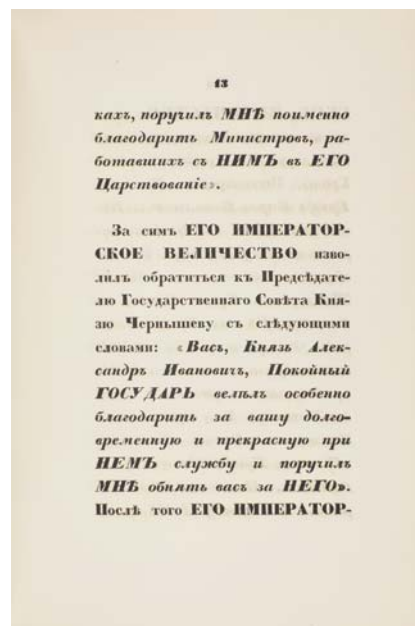 13
кахъ, поручилъ МНѢ поименно
благодарить Министровъ, ра-
ботавшихъ съ НИМЪ въ ЕГО
Царствованіе».
За симъ ЕГО ИМПЕРАТОР-
СКОЕ ВЕЛИЧЕСТВО изво-
лилъ обратиться къ Предсѣдате-
лю Государственнаго Совѣта Кня-
зю Чернышеву съ слѣдующими
словами: «Васъ, Князь Алек-
сандръ Ивановичъ, Покойный
ГОСУДАРЬ велѣлъ особенно
благодарить за вашу долго-
временную и прекрасную при
НЕМЪ службу и поручилъ
МНѢ обнять васъ за НЕГО».
Послѣ того ЕГО ИМПЕРАТОР-